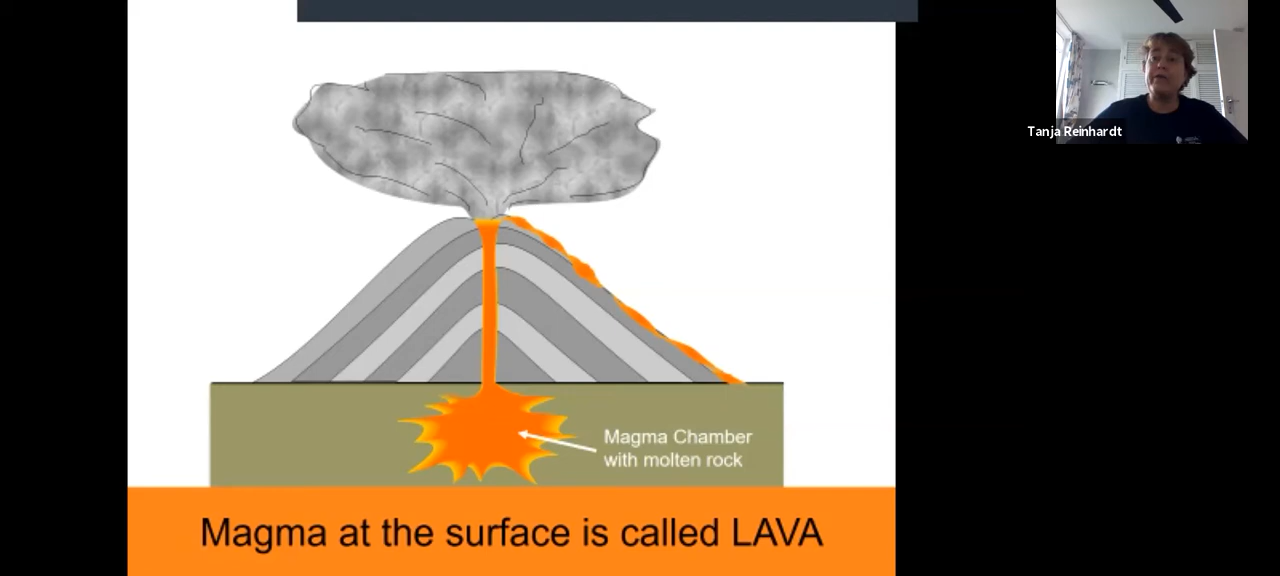 Tanja Reinhardt
Magma Chamber
with molten rock
Magma at the surface is called LAVA